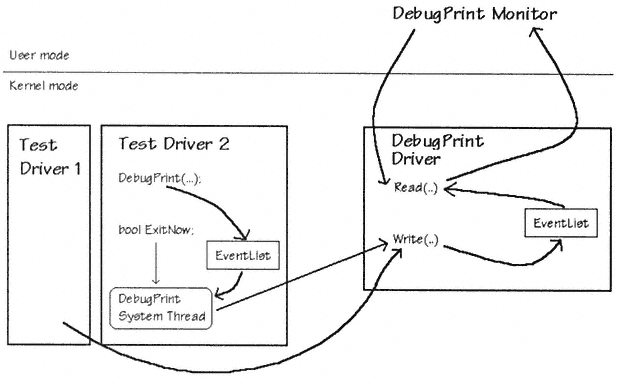 DebugPrint Monitor
User mode
Kernel mode
Test
Driver 1
Test Driver 2
DebugPrint(...);
bool ExitNow;
EventList
DebugPrint
System Thread
DebugPrint
Driver
Read(..)
EventList
Write(..)